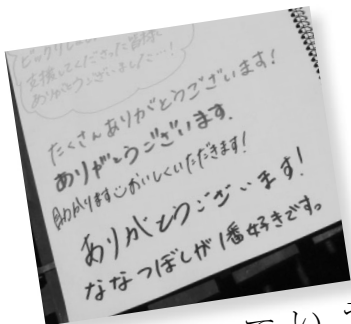 支援してくださった皆様に
ありがとうございました…!
たくさんありがとうございます!
ありがとうございます.
助かります おいしくいただきます!
ありがとうございます!
ななつぼしが1番好きです。